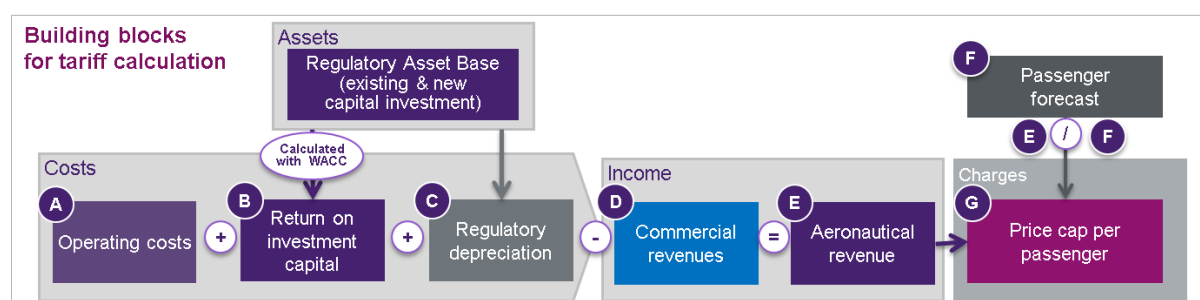 Building blocks
for tariff calculation
Assets
Regulatory Asset Base
(existing & new
capital investment)
F
Passenger
forecast
E / F
Calculated
with WACC
Costs
A
Operating costs
+
B
Return on
investment
capital
+
C
Regulatory
depreciation
-
Income
D
Commercial
revenues
=
E
Aeronautical
revenue
Charges
G
Price cap per
passenger